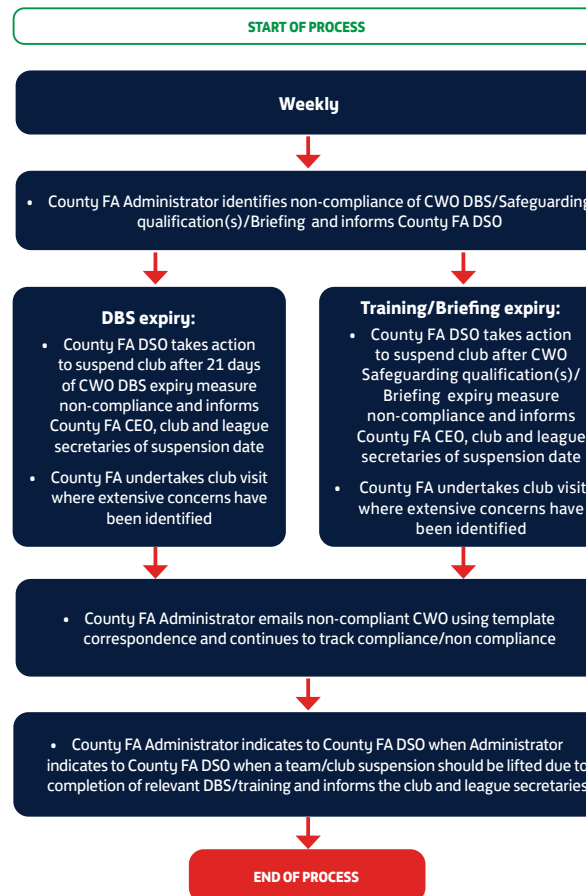 START OF PROCESS
Weekly
• County FA Administrator identifies non-compliance of CWO DBS/Safeguarding
qualification(s)/Briefing and informs County FA DSO
DBS expiry:
• County FA DSO takes action
to suspend club after 21 days
of CWO DBS expiry measure
non-compliance and informs
County FA CEO, club and league
secretaries of suspension date
• County FA undertakes club visit
where extensive concerns have
been identified
Training/Briefing expiry:
• County FA DSO takes action
to suspend club after CWO
Safeguarding qualification(s)/
Briefing expiry measure
non-compliance and informs
County FA CEO, club and league
secretaries of suspension date
• County FA undertakes club visit
where extensive concerns have
been identified
• County FA Administrator emails non-compliant CWO using template
correspondence and continues to track compliance/non compliance
• County FA Administrator indicates to County FA DSO when Administrator
indicates to County FA DSO when a team/club suspension should be lifted due to
completion of relevant DBS/training and informs the club and league secretaries
END OF PROCESS